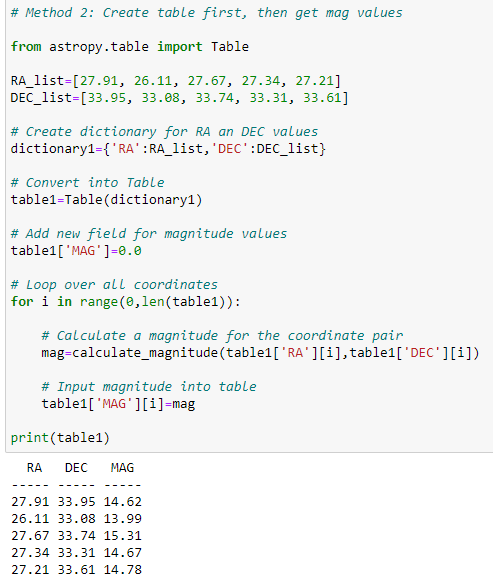 # Method 2: Create table first, then get mag values
from astropy.table import Table
RA_list=[27.91, 26.11, 27.67, 27.34, 27.21]
DEC_list=[33.95, 33.08, 33.74, 33.31, 33.61]
# Create dictionary for RA an DEC values
dictionary1={'RA':RA_list,'DEC':DEC_list}
# Convert into Table
table1=Table(dictionary1)
# Add new field for magnitude values
table1['MAG']=0.0
# Loop over all coordinates
for i in range(0,len(table1)):
# Calculate a magnitude for the coordinate pair
mag=calculate_magnitude(table1['RA'][i],table1['DEC'][i])
# Input magnitude into table
table1['MAG'][i]=mag
print(table1)
RA DEC MAG
----- ----- -----
27.91 33.95 14.62
26.11 33.08 13.99
27.67 33.74 15.31
27.34 33.31 14.67
27.21 33.61 14.78